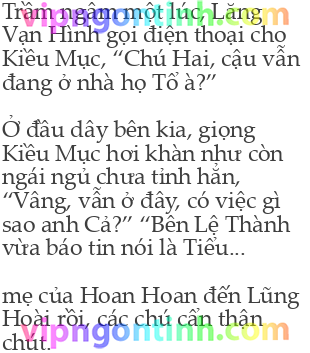 Trầm ngâm một lúc, Lăng
vipngontinh.com
Vạn Hình gọi điện thoại cho
Kiều Mục, “Chú Hai, cậu vẫn
đang ở nhà họ Tổ à?”
Ở đầu dây bên kia, giọng
Kiều Mục hơi khàn như còn
ngái ngủ chưa tỉnh hẳn,
“Vâng, vẫn ở đây, có việc gì
sao anh Cả?” “Bên Lệ Thành
vừa báo tin nói là Tiểu...
mẹ của Hoan Hoan đến Lũng
Hoài rồi, các chú cẩn thận
vipngontinh.com
chút.